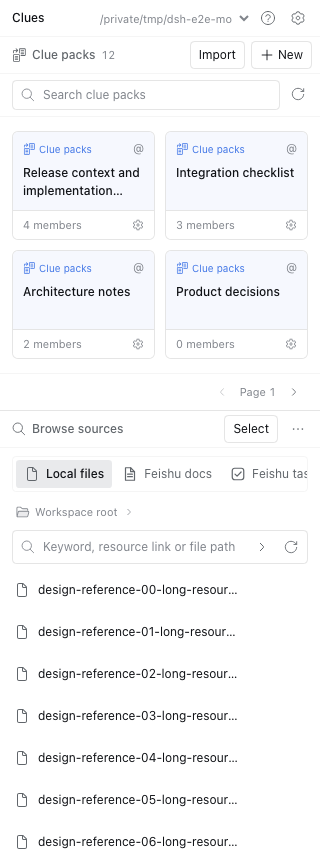 Clues
/private/tmp/dsh-e2e-mo
Clue packs 12
Import
New
Search clue packs
Clue packs @
Release context and
implementation...
4 members
Clue packs @
Integration checklist
3 members
Clue packs @
Architecture notes
2 members
Clue packs @
Product decisions
0 members
Page 1
Browse sources
Select
Local files
Feishu docs
Feishu tas
Workspace root
Keyword, resource link or file path
design-reference-00-long-resour...
design-reference-01-long-resour...
design-reference-02-long-resour...
design-reference-03-long-resour...
design-reference-04-long-resour...
design-reference-05-long-resour...
design-reference-06-long-resour...